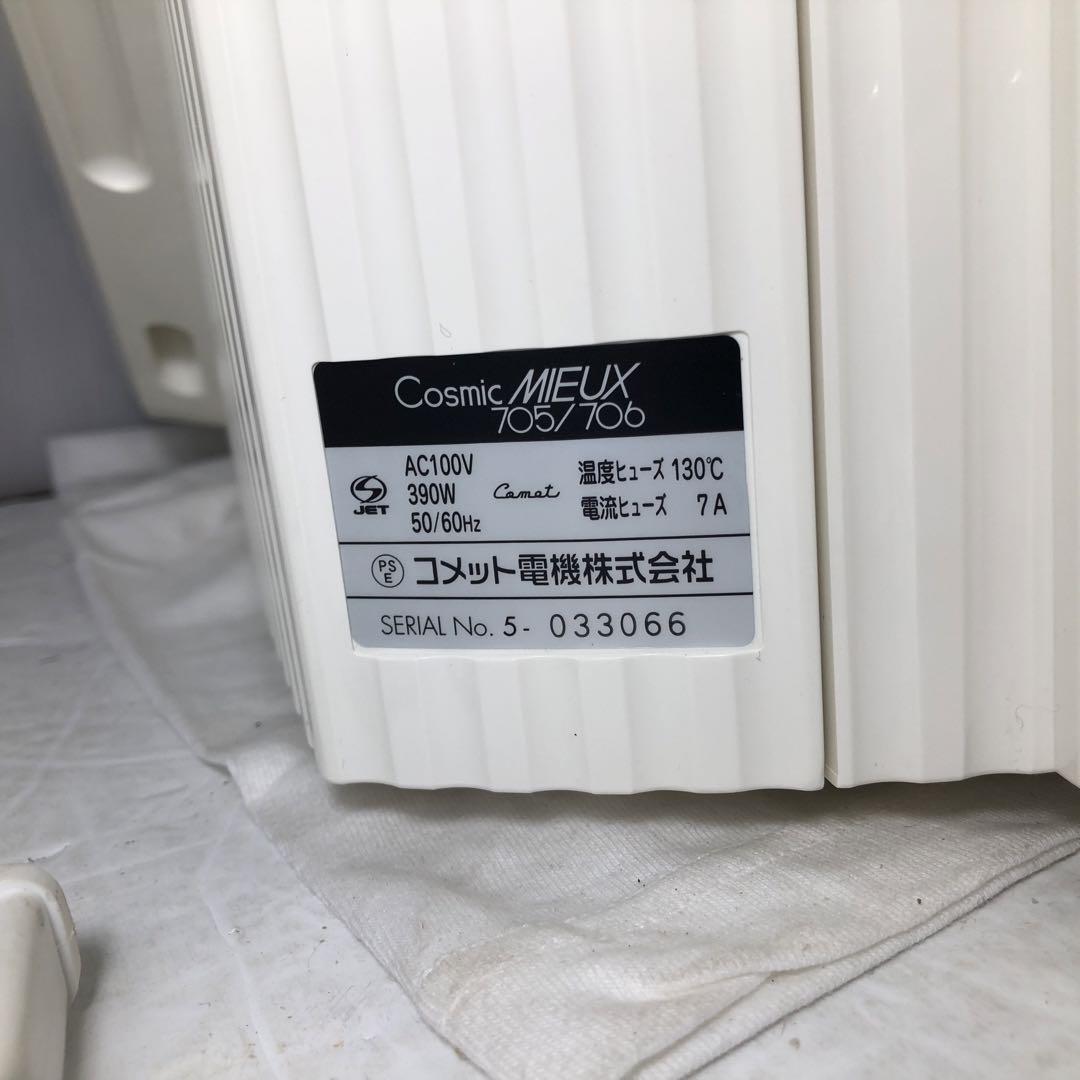 Cosmic MIEUX
705/706
JET
AC100V
390W
50/60Hz
Comet
温度ヒューズ 130℃
電流ヒューズ 7A
PS
E
コメット電機株式会社
SERIAL No. 5- 033066